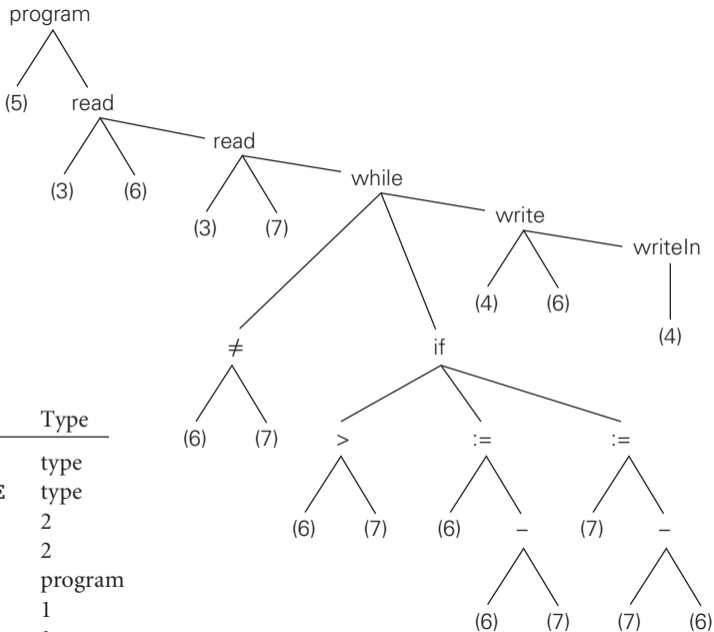 program
(5) read
read
(3) (6)
while
(3) (7)
write
writeln
(4) (6)
(4)
≠ if
(6) (7) > := :=
(6) (7) (6) − (7) −
(6) (7) (7) (6)
Type
type
type
2
2
program
1